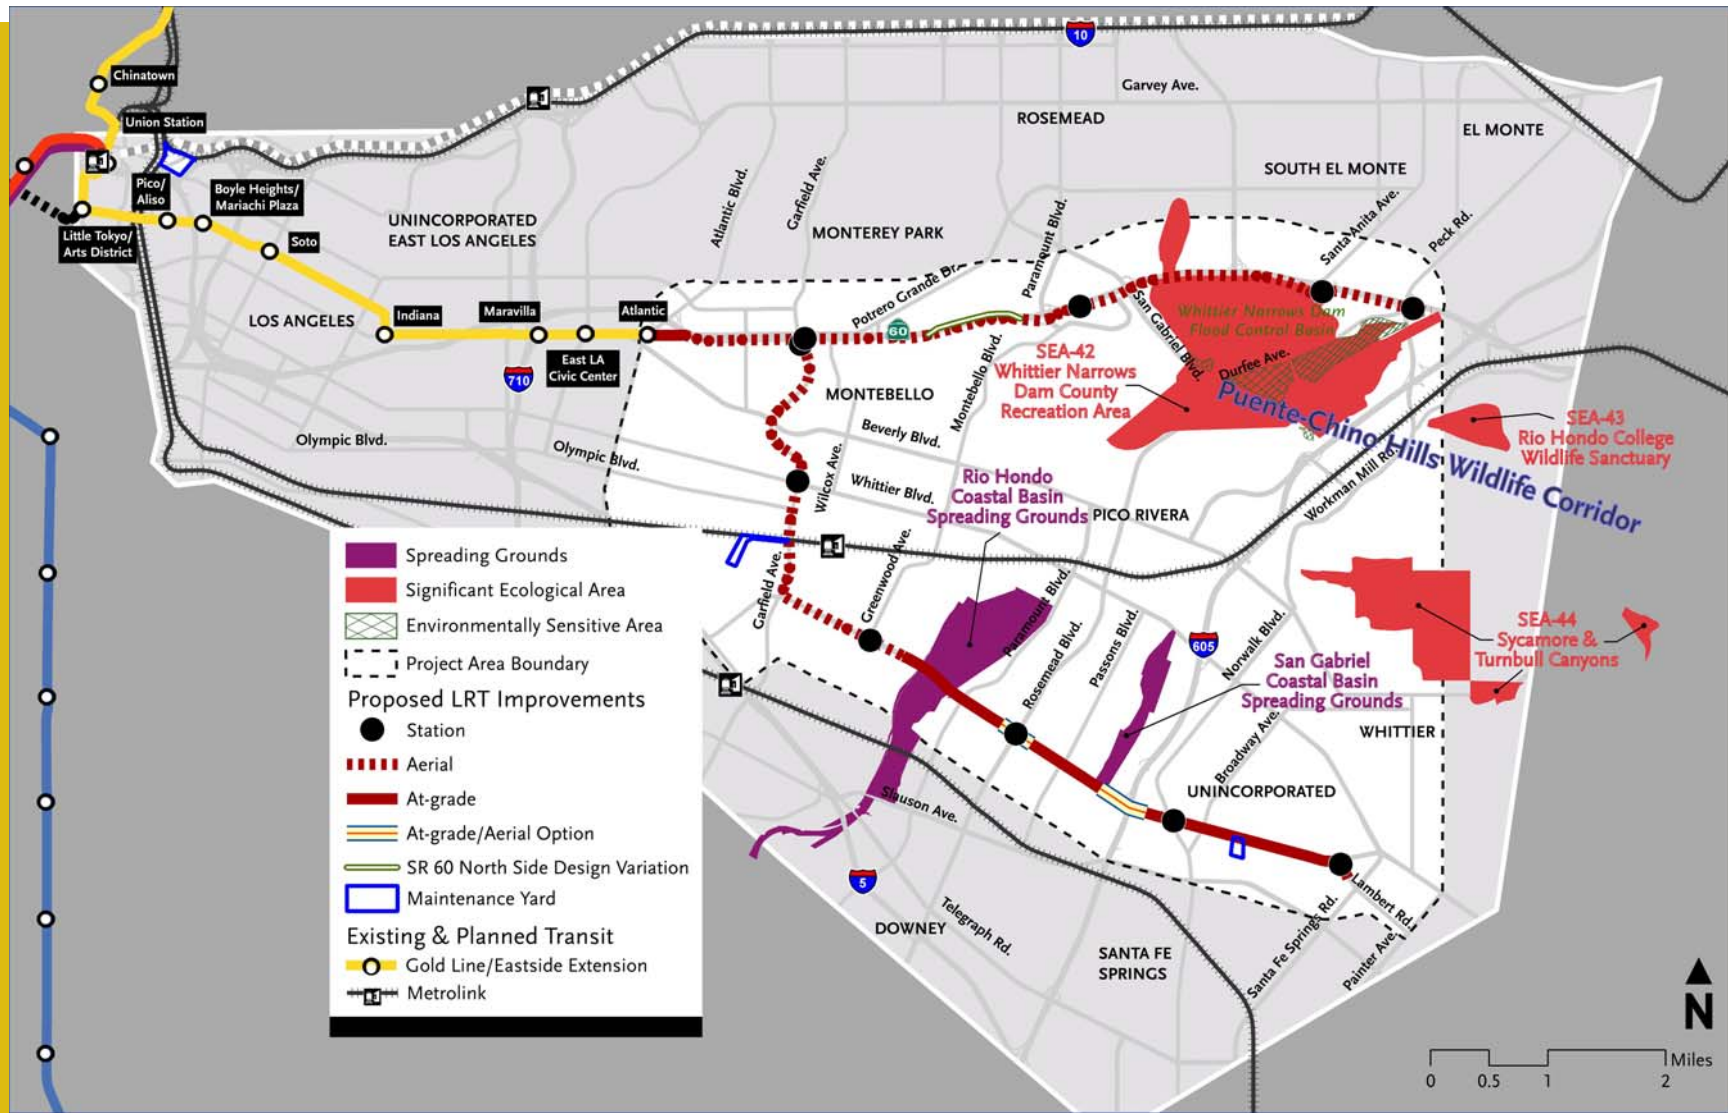 10
Chinatown
Garvey Ave.
ROSEMEAD
Union Station
EL MONTE
SOUTH EL MONTE
Pico/
Aliso
Boyle Heights/
Mariachi Plaza
Atlantic Blvd.
Garfield Ave.
Paramount Blvd.
Santa Anita Ave.
Peck Rd.
UNINCORPORATED
EAST LOS ANGELES
MONTEREY PARK
Little Tokyo/
Arts District
Soto
Potrero Grande Dr.
San Gabriel Blvd.
LOS ANGELES
Indiana
Maravilla
Atlantic
60
Whittier Narrows Dam
Flood Control Basin
East LA
Civic Center
710
Montebello Blvd.
SEA-42
Whittier Narrows
Dam County
Recreation Area
Durfee Ave.
MONTEBELLO
Puente-Chino Hills Wildlife Corridor
SEA-43
Rio Hondo College
Wildlife Sanctuary
Olympic Blvd.
Olympic Blvd.
Beverly Blvd.
Wilcox Ave.
Whittier Blvd.
Workman Mill Rd.
Rio Hondo
Coastal Basin
Spreading Grounds
PICO RIVERA
Garfield Ave.
Greenwood Ave.
Paramount Blvd.
Rosemead Blvd.
Passons Blvd.
605
Norwalk Blvd.
SEA-44
Sycamore &
Turnbull Canyons
San Gabriel
Coastal Basin
Spreading Grounds
Broadway Ave.
WHITTIER
UNINCORPORATED
Slauson Ave.
5
DOWNEY
Telegraph Rd.
SANTA FE
SPRINGS
Santa Fe Springs Rd.
Lambert Rd.
Painter Ave.
Spreading Grounds
Significant Ecological Area
Environmentally Sensitive Area
Project Area Boundary
Proposed LRT Improvements
Station
Aerial
At-grade
At-grade/Aerial Option
SR 60 North Side Design Variation
Maintenance Yard
Existing & Planned Transit
Gold Line/Eastside Extension
Metrolink
N
Miles
0 0.5 1 2